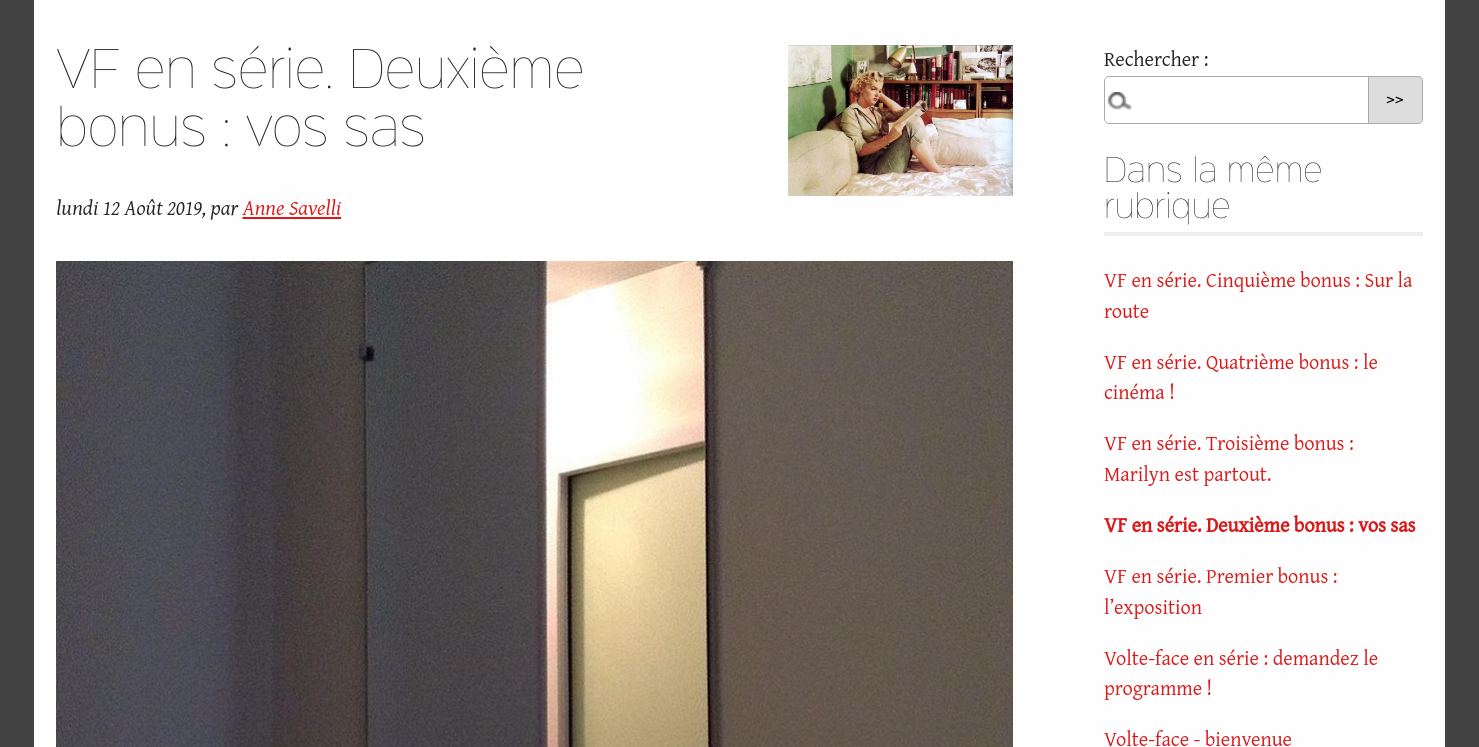 VF en série. Deuxième
bonus : vos sas
lundi 12 Août 2019, par Anne Savelli
Rechercher :
>>
Dans la même
rubrique
VF en série. Cinquième bonus : Sur la
route
VF en série. Quatrième bonus : le
cinéma !
VF en série. Troisième bonus :
Marilyn est partout.
VF en série. Deuxième bonus : vos sas
VF en série. Premier bonus :
l’exposition
Volte-face en série : demandez le
programme !
Volte-face - bienvenue